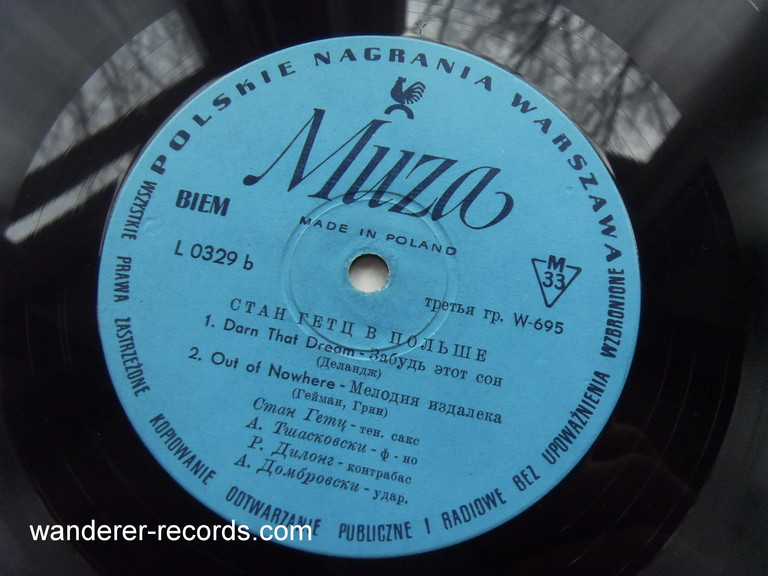 POLSKIE NAGRANIA WARSZAWA
Muza
MADE IN POLAND
BIEM
L 0329 b
M
33
третья гр. W-695
СТАН ГЕТЦ В ПОЛЬШЕ
1. Darn That Dream - Забудь этот сон
(Деландж)
2. Out of Nowhere - Мелодия издалека
(Гейман, Грин)
Стан Гетц - тен. сакс
А. Тшасковски - ф - но
Р. Дилонг - контрабас
А. Домбровски - удар.
WSZYSTKIE PRAWA ZASTRZEŻONE KOPIOWANIE ODTWARZANIE PUBLICZNE I RADIOWE BEZ UPOWAŻNIENIA WZBRONIONE
wanderer-records.com